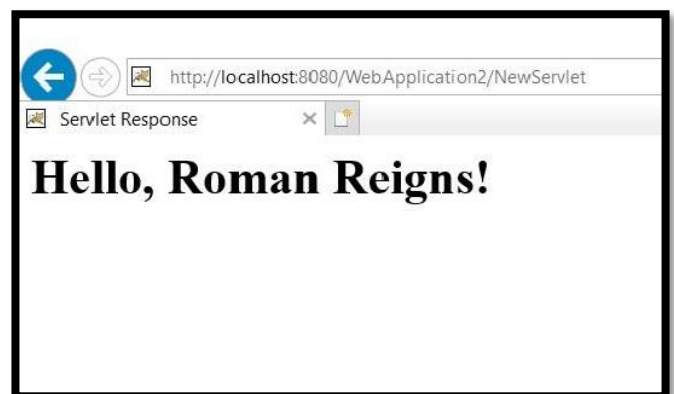 http://localhost:8080/WebApplication2/NewServlet
Servlet Response
Hello, Roman Reigns!